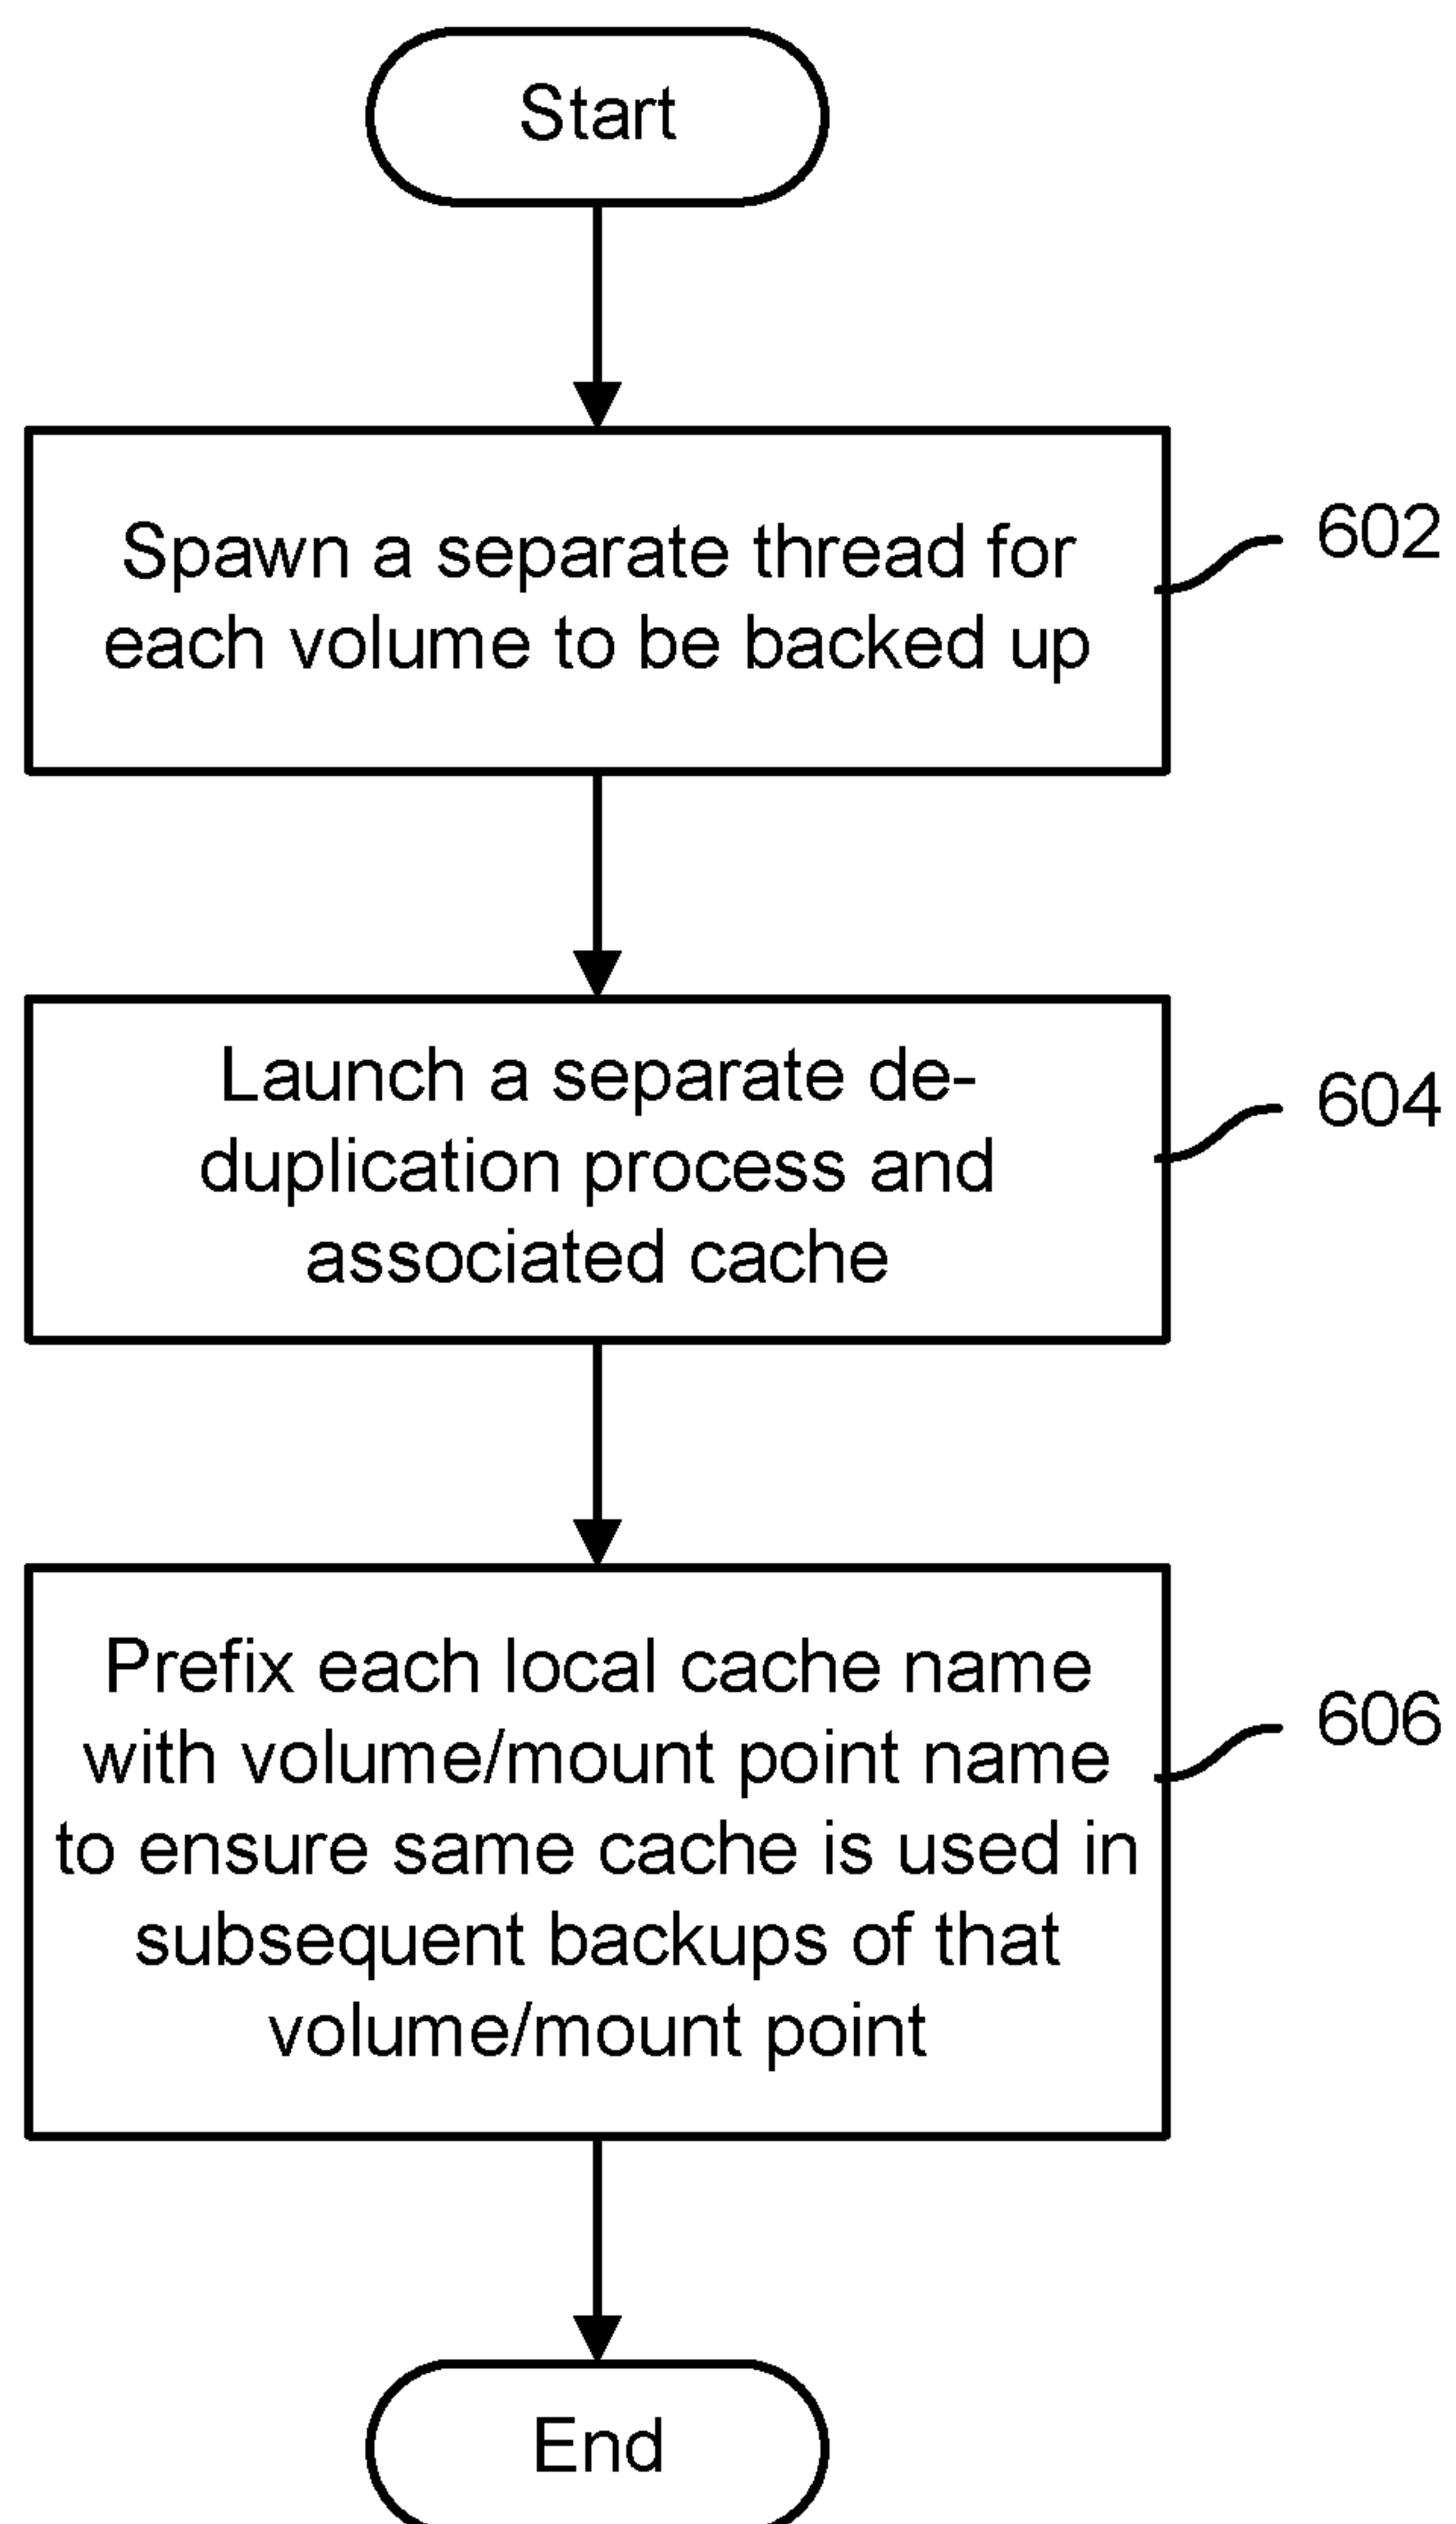 Start
Spawn a separate thread for
each volume to be backed up
602
Launch a separate de-
duplication process and
associated cache
604
Prefix each local cache name
with volume/mount point name
to ensure same cache is used in
subsequent backups of that
volume/mount point
606
End